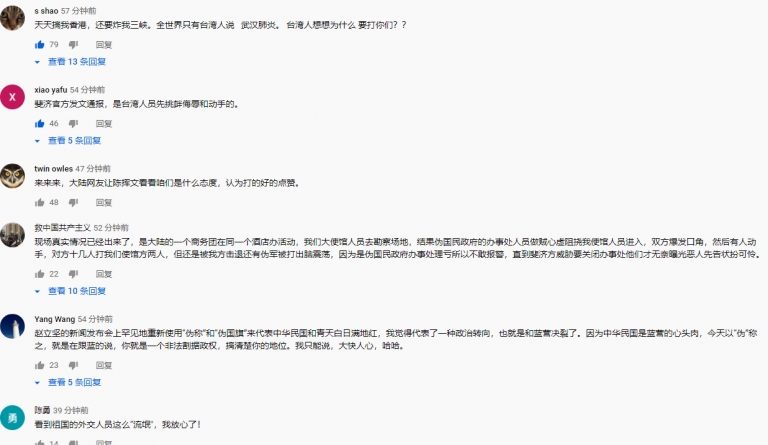 s shao 57 分钟前
天天搞我香港，还要炸我三峡。全世界只有台湾人说 武汉肺炎。 台湾人想想为什么 要打你们？？
79 回复
查看 13 条回复
X
xiao yafu 54 分钟前
斐济官方发文通报，是台湾人员先挑衅侮辱和动手的。
46 回复
查看 5 条回复
twin owles 47 分钟前
来来来，大陆网友让陈挥文看看咱们是什么态度，认为打的好的点赞。
48 回复
救中国共产主义 52 分钟前
现场真实情况已经出来了，是大陆的一个商务团在同一个酒店办活动，我们大使馆人员去勘察场地，结果伪国民政府的办事处人员做贼心虚阻挠我使馆人员进入，双方爆发口角，然后有人动
手，对方十几人打我们使馆方两人，但还是被我方击退还有伪军被打出脑震荡，因为是伪国民政府办事处理亏所以不敢报警，直到斐济方威胁要关闭办事处他们才无奈曝光恶人先告状扮可怜。
22 回复
查看 10 条回复
Yang Wang 54 分钟前
赵立坚的新闻发布会上罕见地重新使用"伪称"和"伪国旗"来代表中华民国和青天白日满地红，我觉得代表了一种政治转向，也就是和蓝营决裂了。因为中华民国是蓝营的心头肉，今天以"伪"称
之，就是在跟蓝的说，你就是一个非法割据政权，搞清楚你的地位。我只能说，大快人心，哈哈。
23 回复
查看 5 条回复
勇
陈勇 39 分钟前
看到祖国的外交人员这么"流氓"，我放心了！
14 回复